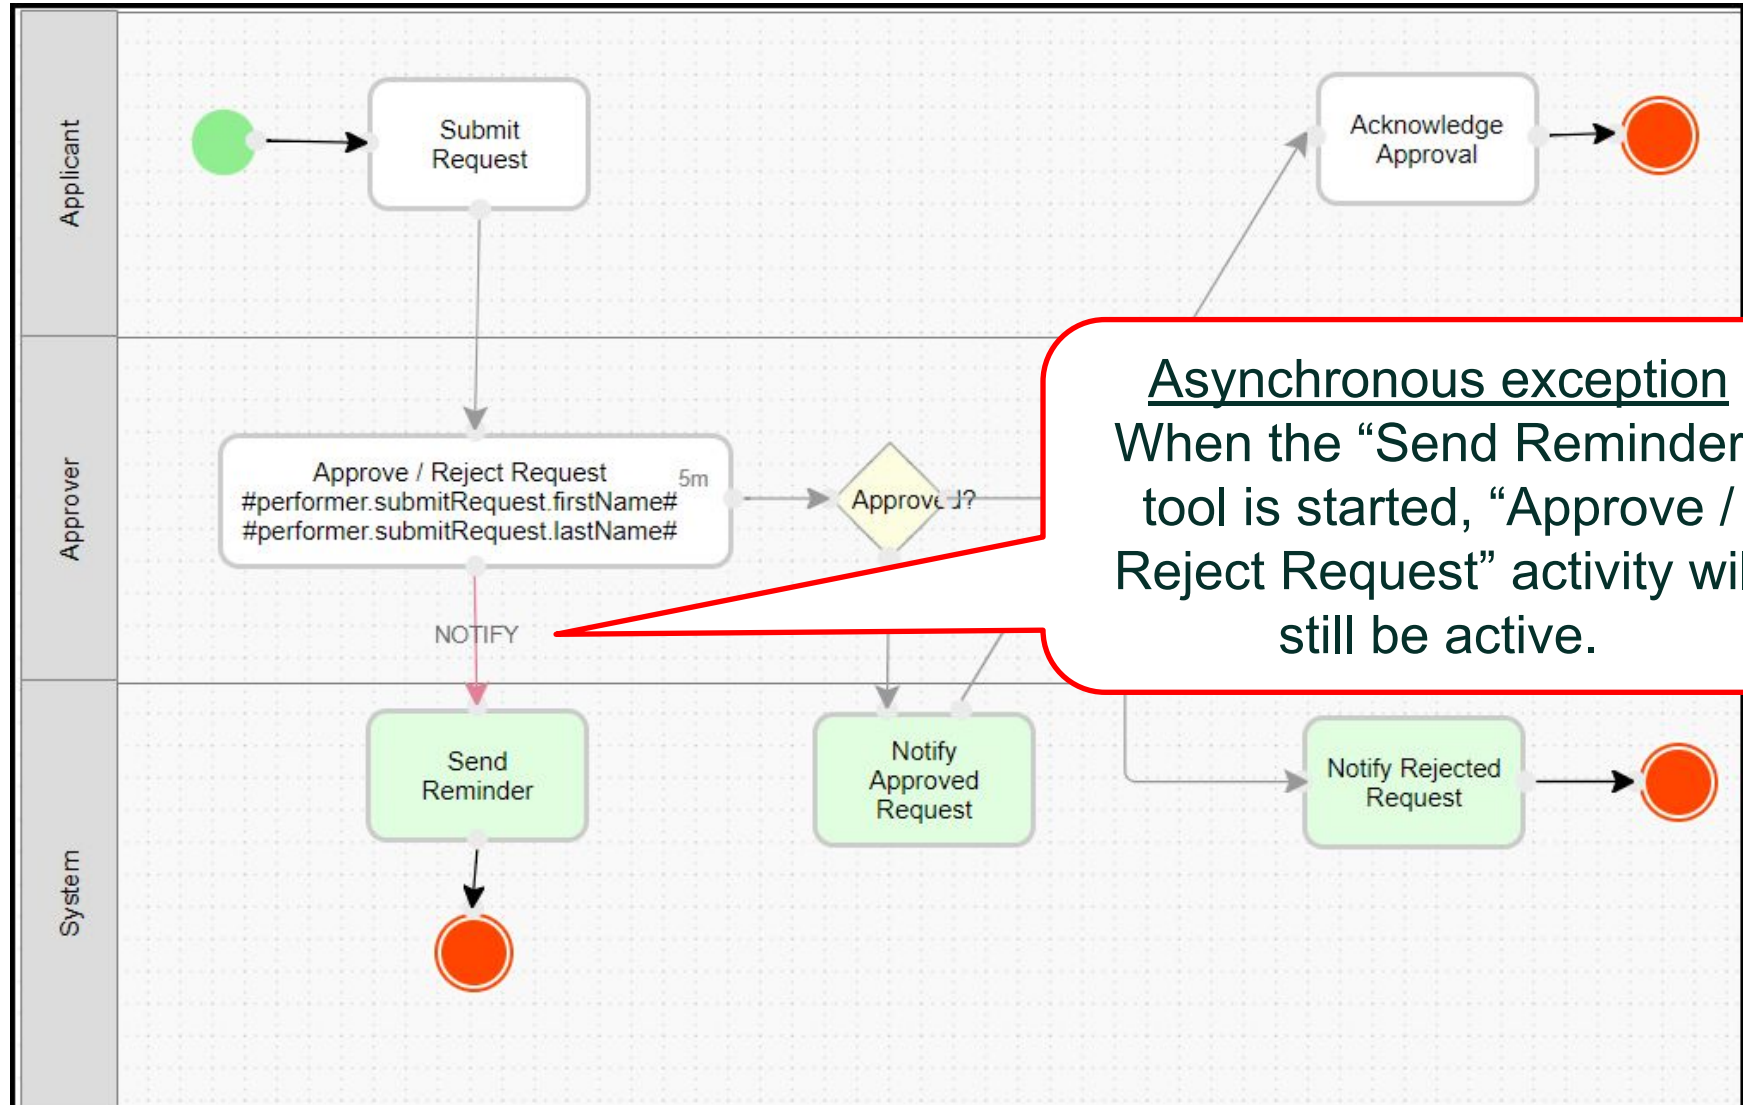 Applicant
Submit
Request
Acknowledge
Approval
Approver
Approve / Reject Request
5m
#performer.submitRequest.firstName#
#performer.submitRequest.lastName#
Approved?
NOTIFY
Asynchronous exception
When the “Send Reminder
tool is started, “Approve /
Reject Request” activity
still be active.
System
Send
Reminder
Notify
Approved
Request
Notify Rejected
Request